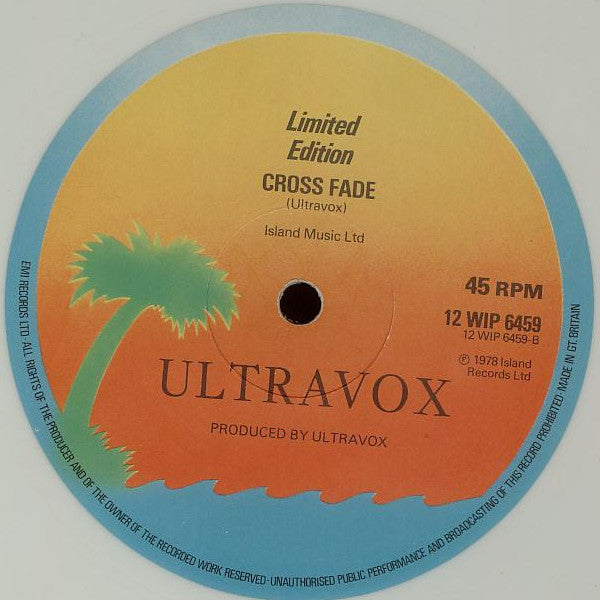 Limited
Edition
CROSS FADE
(Ultravox)
Island Music Ltd
45 RPM
12 WIP 6459
12 WIP 6459-B
℗ 1978 Island
Records Ltd
ULTRAVOX
PRODUCED BY ULTRAVOX
EMI RECORDS LTD·ALL RIGHTS OF THE PRODUCER AND OF THE OWNER OF THE RECORDED WORK RESERVED·UNAUTHORISED PUBLIC PERFORMANCE AND BROADCASTING OF THIS RECORD PROHIBITED MADE IN GT. BRITAIN